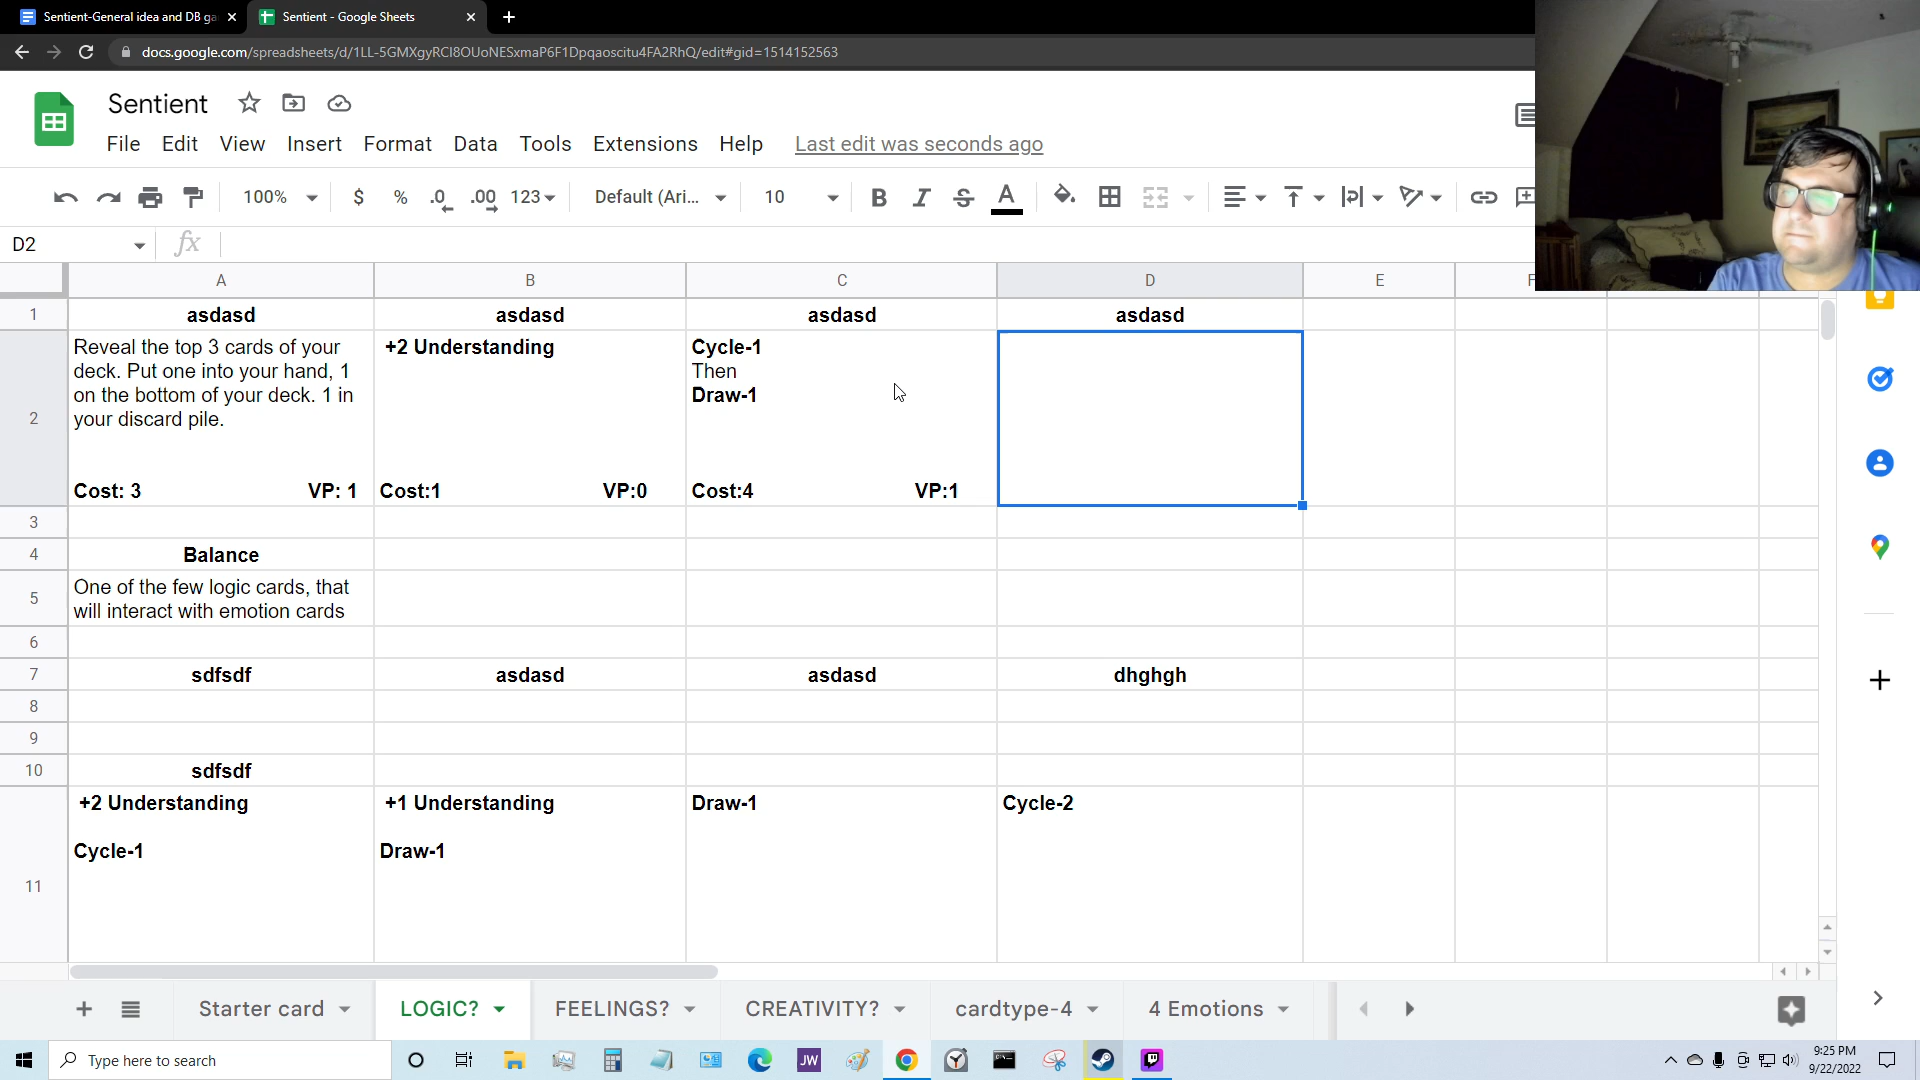 Sentient-General idea and DB ga
Sentient - Google Sheets
docs.google.com/spreadsheets/d/1LL-5GMXgyRCI8OUoNESxmaP6F1Dpqaoscitu4FA2RhQ/edit#gid=1514152563
Sentient
File Edit View Insert Format Data Tools Extensions Help Last edit was seconds ago
100% $ % .0 .00 123 Default (Ari... 10 B I S A
D2 fx
A B C D E F
1 asdasd asdasd asdasd asdasd
Reveal the top 3 cards of your
deck. Put one into your hand, 1
on the bottom of your deck. 1 in
your discard pile.
Cost: 3 VP: 1
+2 Understanding
Cost:1 VP:0
Cycle-1
Then
Draw-1
Cost:4 VP:1
2
3
4 Balance
5
One of the few logic cards, that
will interact with emotion cards
6
7 sdfsdf asdasd asdasd dhghgh
8
9
10 sdfsdf
+2 Understanding +1 Understanding Draw-1 Cycle-2
Cycle-1 Draw-1
11
Starter card LOGIC? FEELINGS? CREATIVITY? cardtype-4 4 Emotions
Type here to search
JW
9:25 PM
9/22/2022